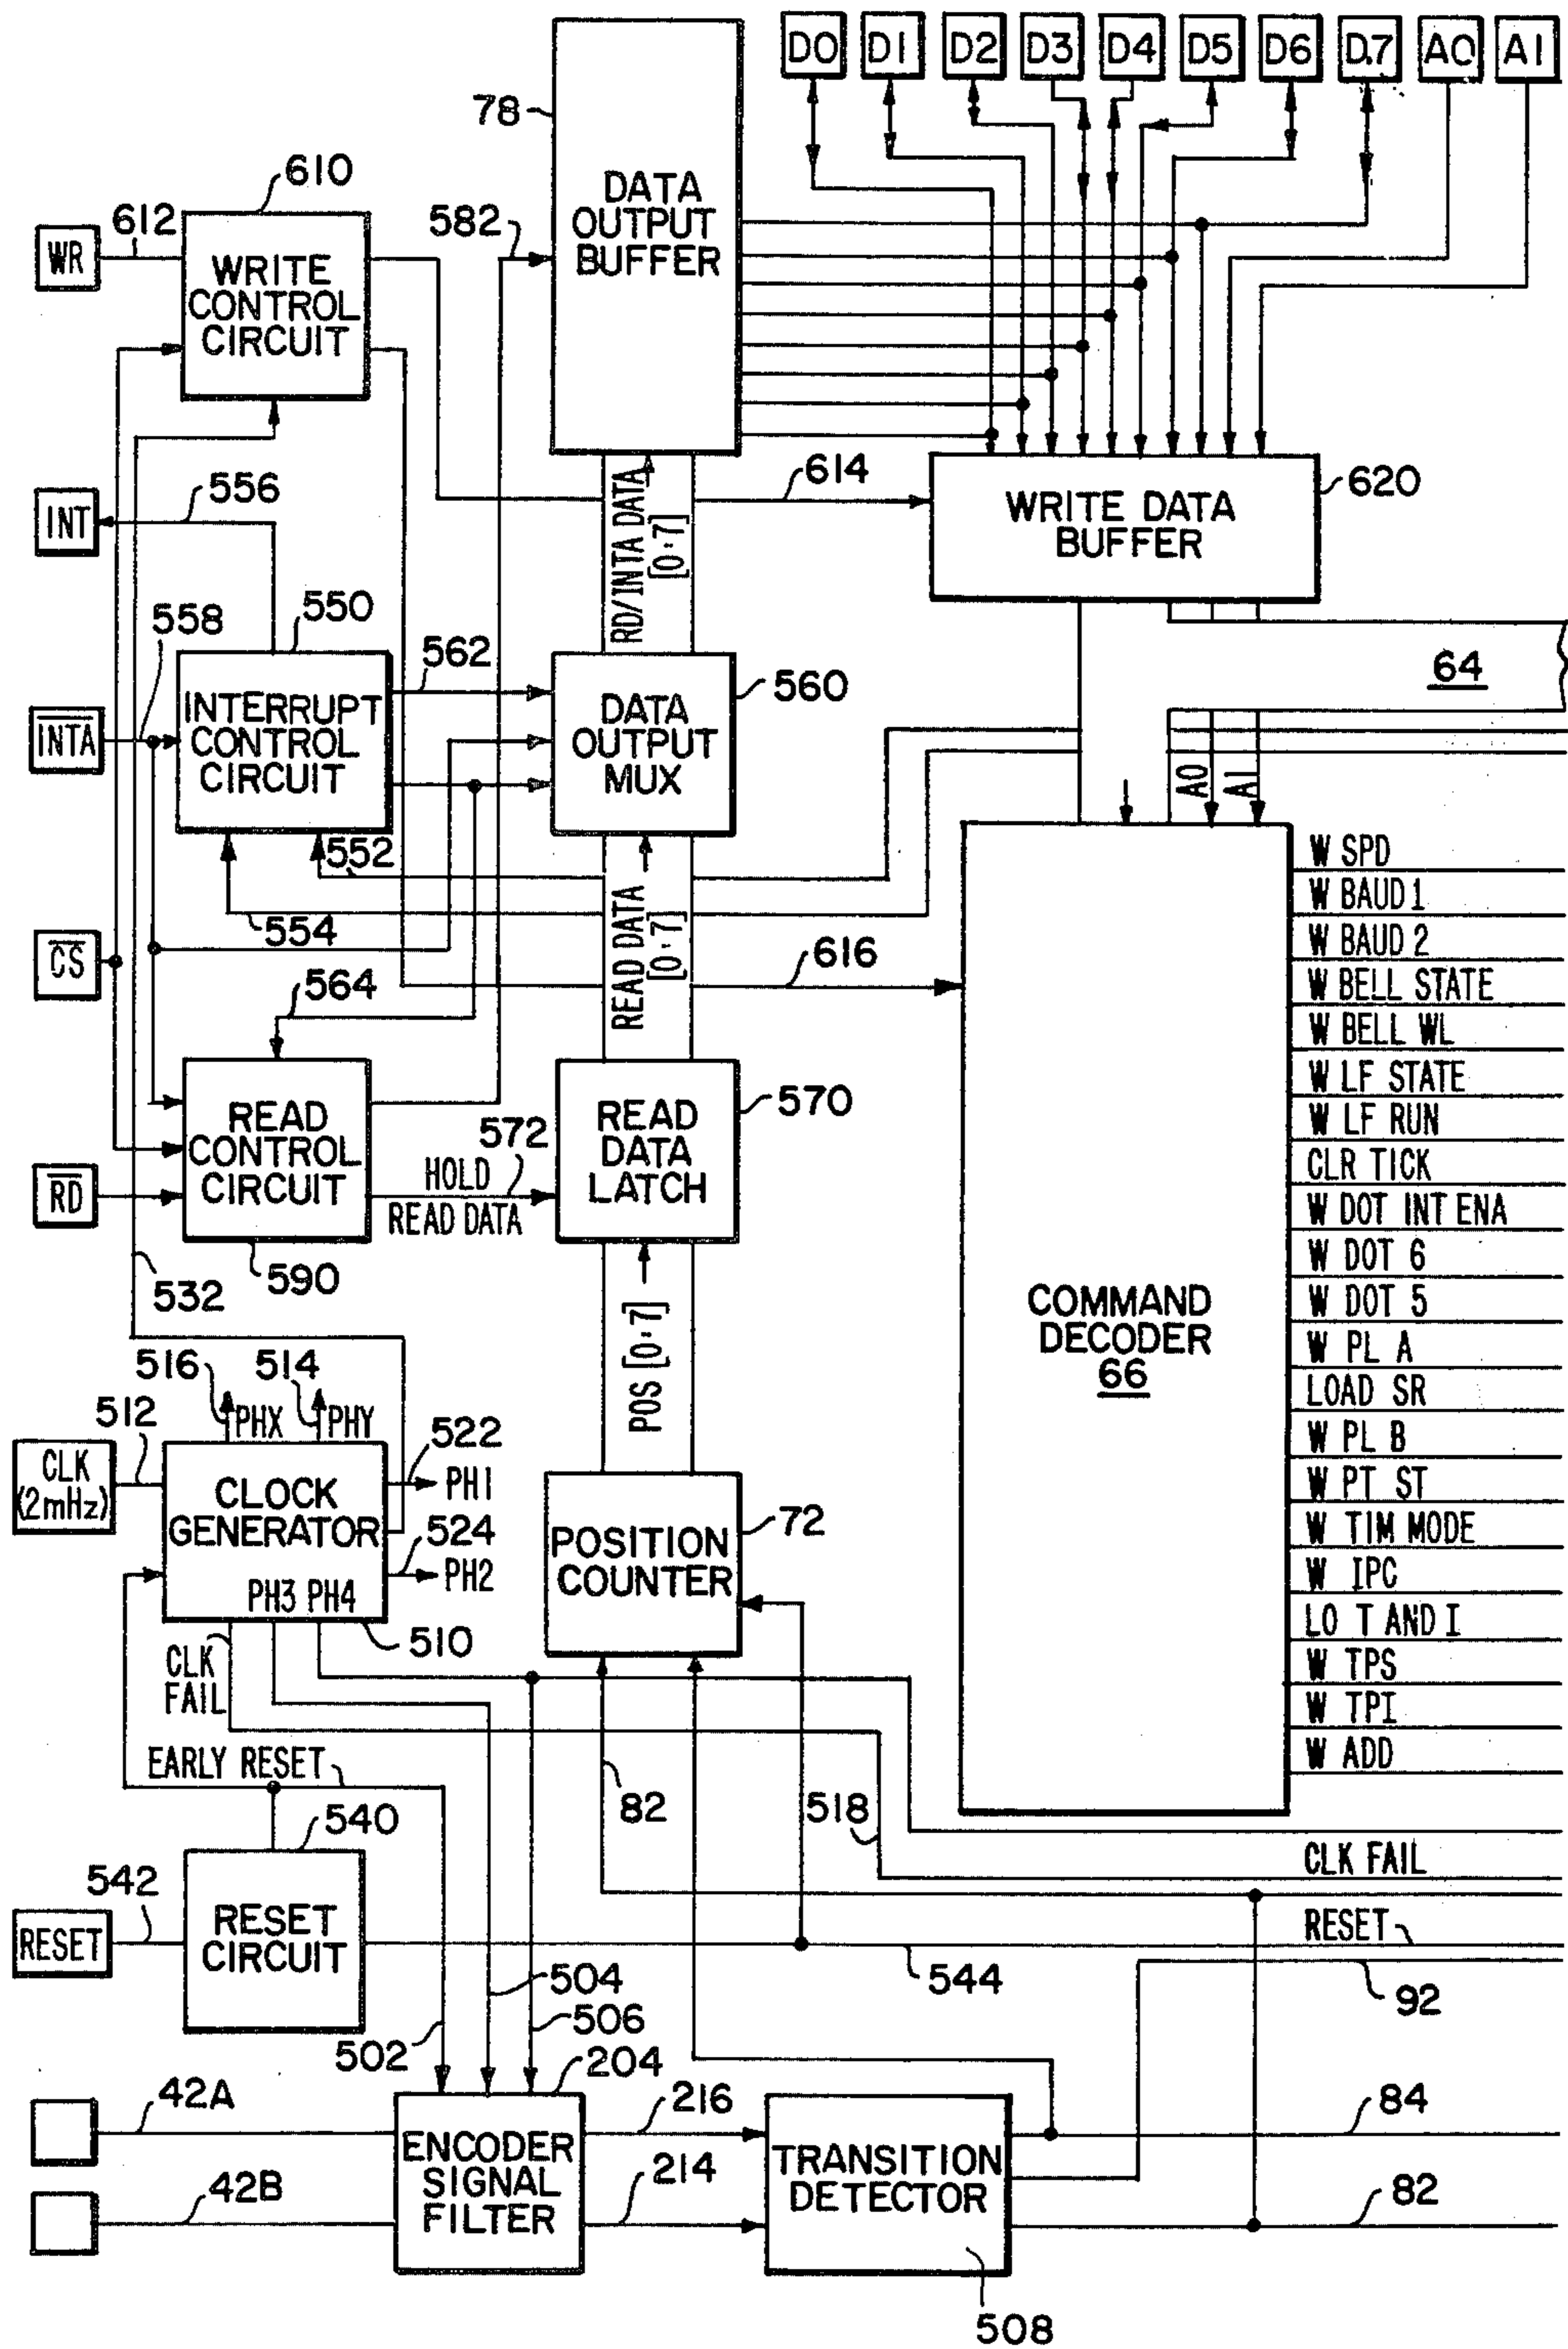 D0 D1 D2 D3 D4 D5 D6 D.7 A0 A1
78
610
DATA
OUTPUT
BUFFER
582
612
WR
WRITE
CONTROL
CIRCUIT
614
620
WRITE DATA
BUFFER
556
INT
RD/INTA DATA
[0:7]
558
550
562
560
64
INTA
INTERRUPT
CONTROL
CIRCUIT
DATA
OUTPUT
MUX
A0
A1
552
554
READ DATA
[0:7]
CS
564
616
W SPD
W BAUD 1
W BAUD 2
W BELL STATE
W BELL WL
W LF STATE
W LF RUN
CLR TICK
W DOT INT ENA
W DOT 6
W DOT 5
W PL A
LOAD SR
W PL B
W PT ST
W TIM MODE
W IPC
LO T AND I
W TPS
W TPI
W ADD
COMMAND
DECODER
66
READ
CONTROL
CIRCUIT
572
HOLD
READ DATA
READ
DATA
LATCH
570
RD
590
532
POS [0:7]
516
514
PHX
PHY
512
522
PH1
CLK
(2mHz)
CLOCK
GENERATOR
524
PH2
PH3 PH4
510
POSITION
COUNTER
72
CLK
FAIL
EARLY RESET
82
518
540
CLK FAIL
542
RESET
RESET
CIRCUIT
RESET
544
92
504
506
502
204
42A
216
84
ENCODER
SIGNAL
FILTER
TRANSITION
DETECTOR
42B
214
82
508